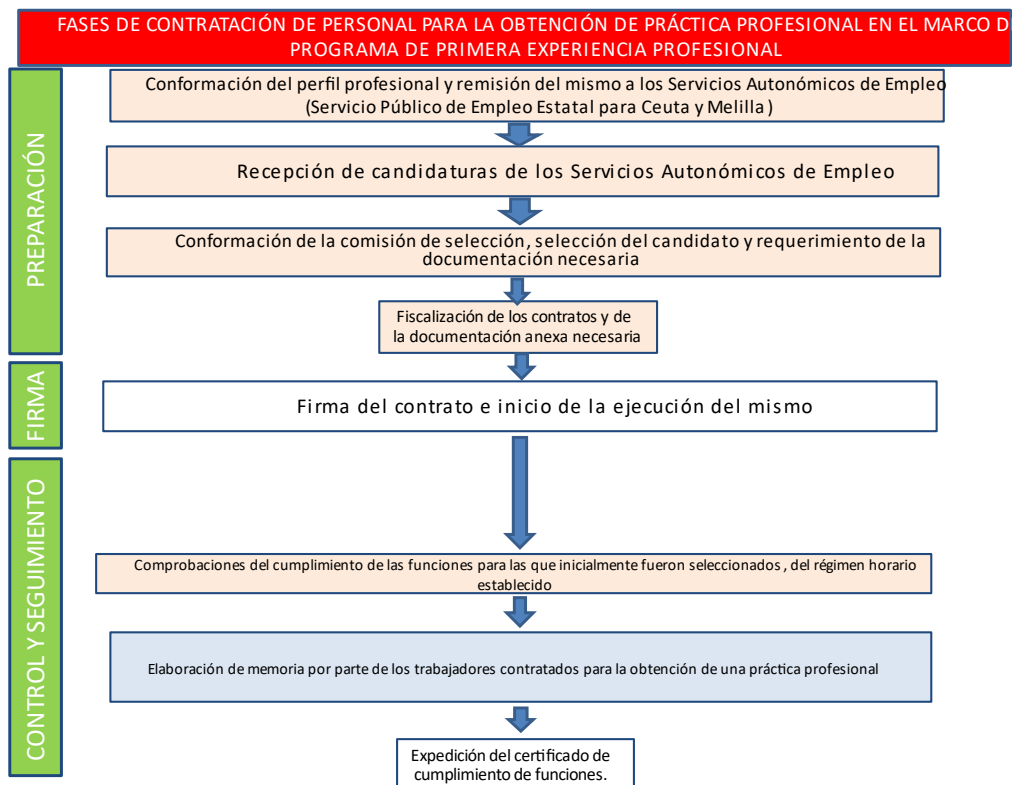 FASES DE CONTRATACIÓN DE PERSONAL PARA LA OBTENCIÓN DE PRÁCTICA PROFESIONAL EN EL MARCO D
PROGRAMA DE PRIMERA EXPERIENCIA PROFESIONAL
PREPARACIÓN
Conformación del perfil profesional y remisión del mismo a los Servicios Autonómicos de Empleo
(Servicio Público de Empleo Estatal para Ceuta y Melilla )
Recepción de candidaturas de los Servicios Autonómicos de Empleo
Conformación de la comisión de selección, selección del candidato y requerimiento de la
documentación necesaria
Fiscalización de los contratos y de
la documentación anexa necesaria
FIRMA
Firma del contrato e inicio de la ejecución del mismo
CONTROL Y SEGUIMIENTO
Comprobaciones del cumplimiento de las funciones para las que inicialmente fueron seleccionados , del régimen horario
establecido
Elaboración de memoria por parte de los trabajadores contratados para la obtención de una práctica profesional
Expedición del certificado de
cumplimiento de funciones.